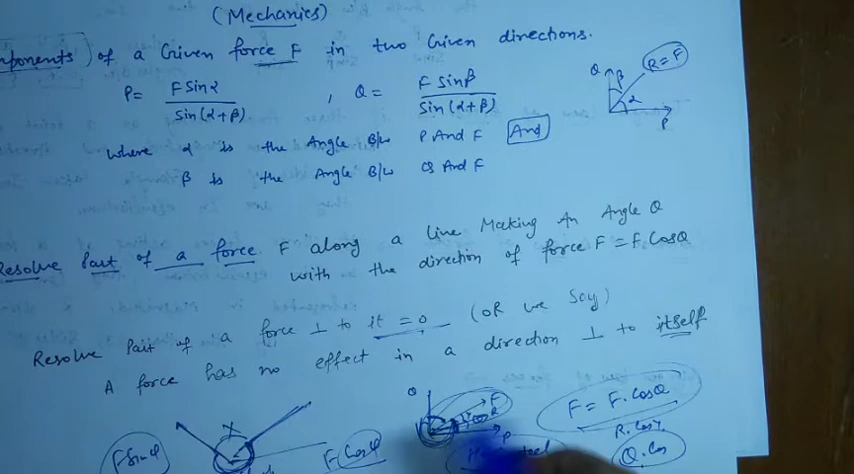 (Mechanics)
mponents) of a Given force F in two Given directions.
P= F Sin α / Sin (α+β) , Q = F Sin β / Sin (α+β)
where α is the Angle B/w P And F And
β is the Angle B/w Q And F
Q β R = F α P
Resolve Part of a force F along a line Making An Angle Q
with the direction of force F = F. CosQ
Resolve Part of a force ⊥ to it = 0 (OR we Say)
A force has no effect in a direction ⊥ to itself
F = F. CosQ
R. Cos
Q. Cos
F Sin φ
F Cos φ
Q F P